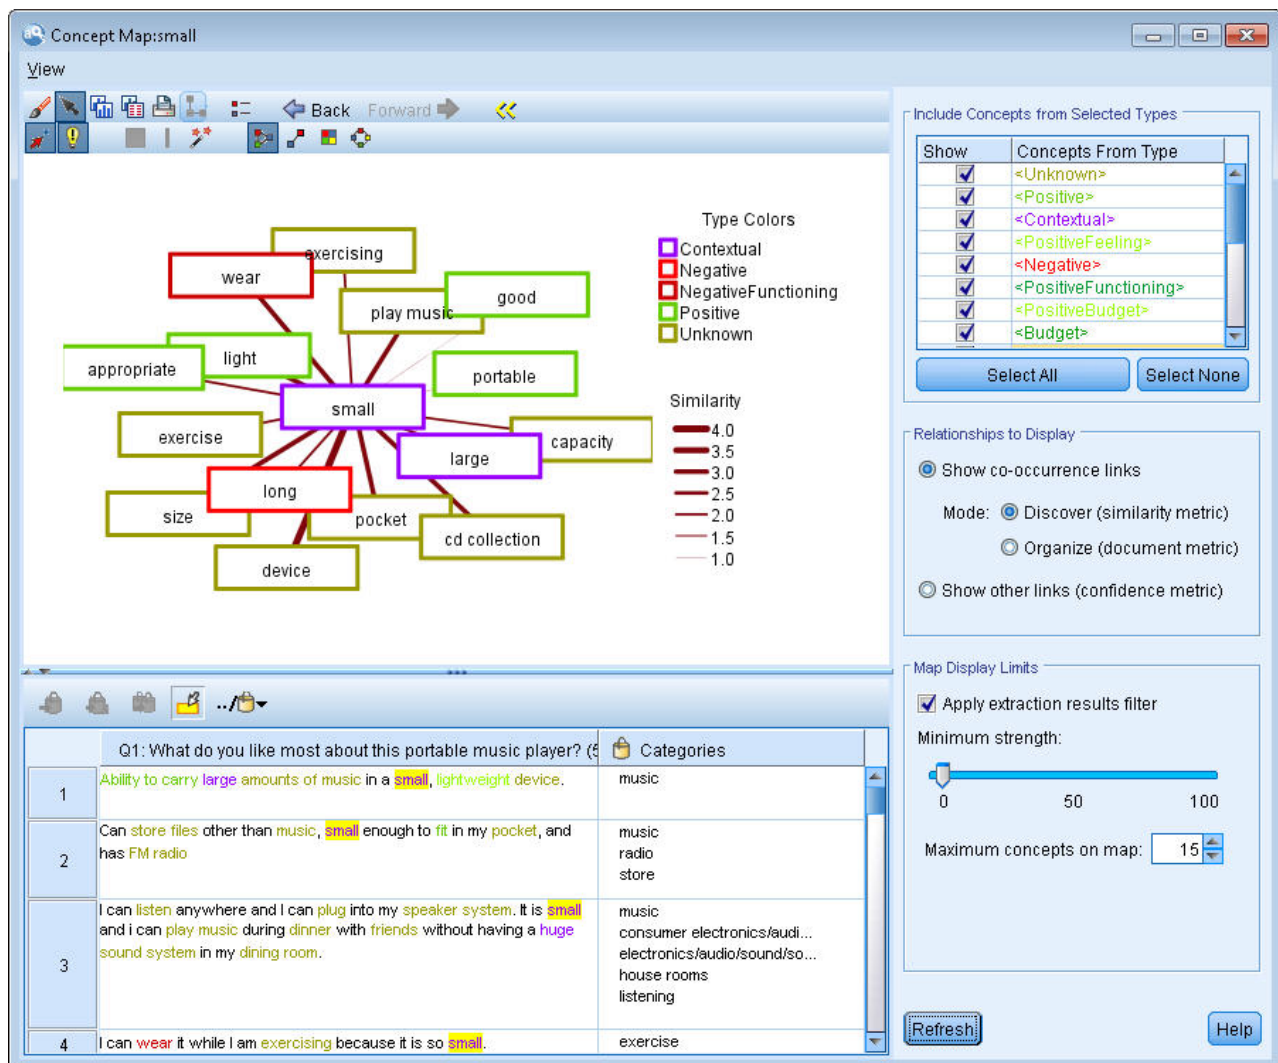 Concept Map:small
View
Back Forward
exercising
wear
good
play music
light
appropriate
portable
small
exercise
capacity
large
long
size
pocket
cd collection
device
Type Colors
Contextual
Negative
NegativeFunctioning
Positive
Unknown
Similarity
4.0
3.5
3.0
2.5
2.0
1.5
1.0
Include Concepts from Selected Types
Show Concepts From Type
<Unknown>
<Positive>
<Contextual>
<PositiveFeeling>
<Negative>
<PositiveFunctioning>
<PositiveBudget>
<Budget>
Select All Select None
Relationships to Display
Show co-occurrence links
Mode: Discover (similarity metric)
Organize (document metric)
Show other links (confidence metric)
Map Display Limits
Apply extraction results filter
Minimum strength:
0 50 100
Maximum concepts on map: 15
Refresh Help
../
Q1: What do you like most about this portable music player? (5 Categories
1
Ability to carry large amounts of music in a small, lightweight device.
music
2
Can store files other than music, small enough to fit in my pocket, and
has FM radio
music
radio
store
3
I can listen anywhere and I can plug into my speaker system. It is small
and i can play music during dinner with friends without having a huge
sound system in my dining room.
music
consumer electronics/audi...
electronics/audio/sound/so...
house rooms
listening
4
I can wear it while I am exercising because it is so small.
exercise